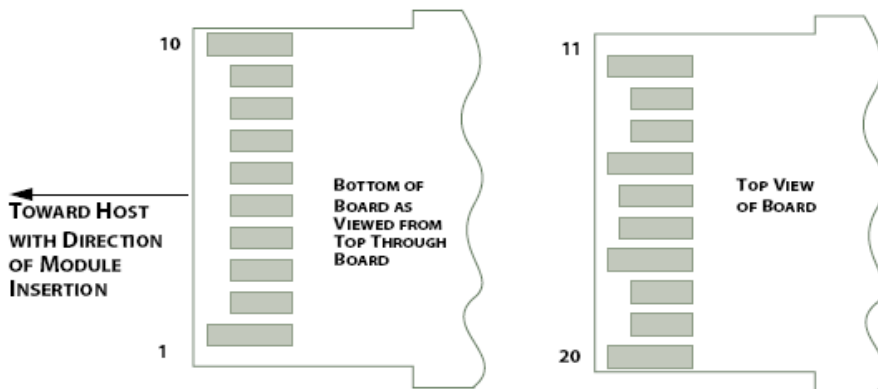 10
TOWARD HOST
WITH DIRECTION
OF MODULE
INSERTION
1
BOTTOM OF
BOARD AS
VIEWED FROM
TOP THROUGH
BOARD
11
TOP VIEW
OF BOARD
20